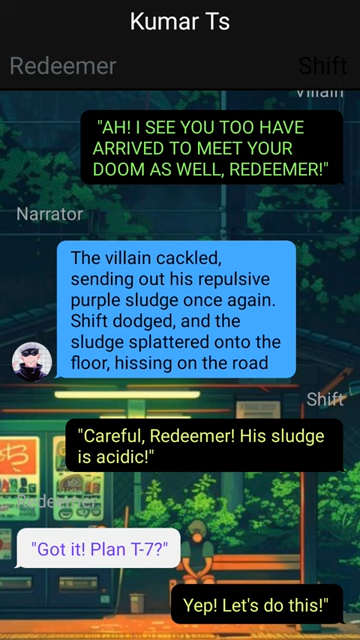 Kumar Ts
Redeemer
Shift
Villain
"AH! I SEE YOU TOO HAVE
ARRIVED TO MEET YOUR
DOOM AS WELL, REDEEMER!"
Narrator
The villain cackled,
sending out his repulsive
purple sludge once again.
Shift dodged, and the
sludge splattered onto the
floor, hissing on the road
Shift
"Careful, Redeemer! His sludge
is acidic!"
Redeemer
"Got it! Plan T-7?"
Yep! Let's do this!"